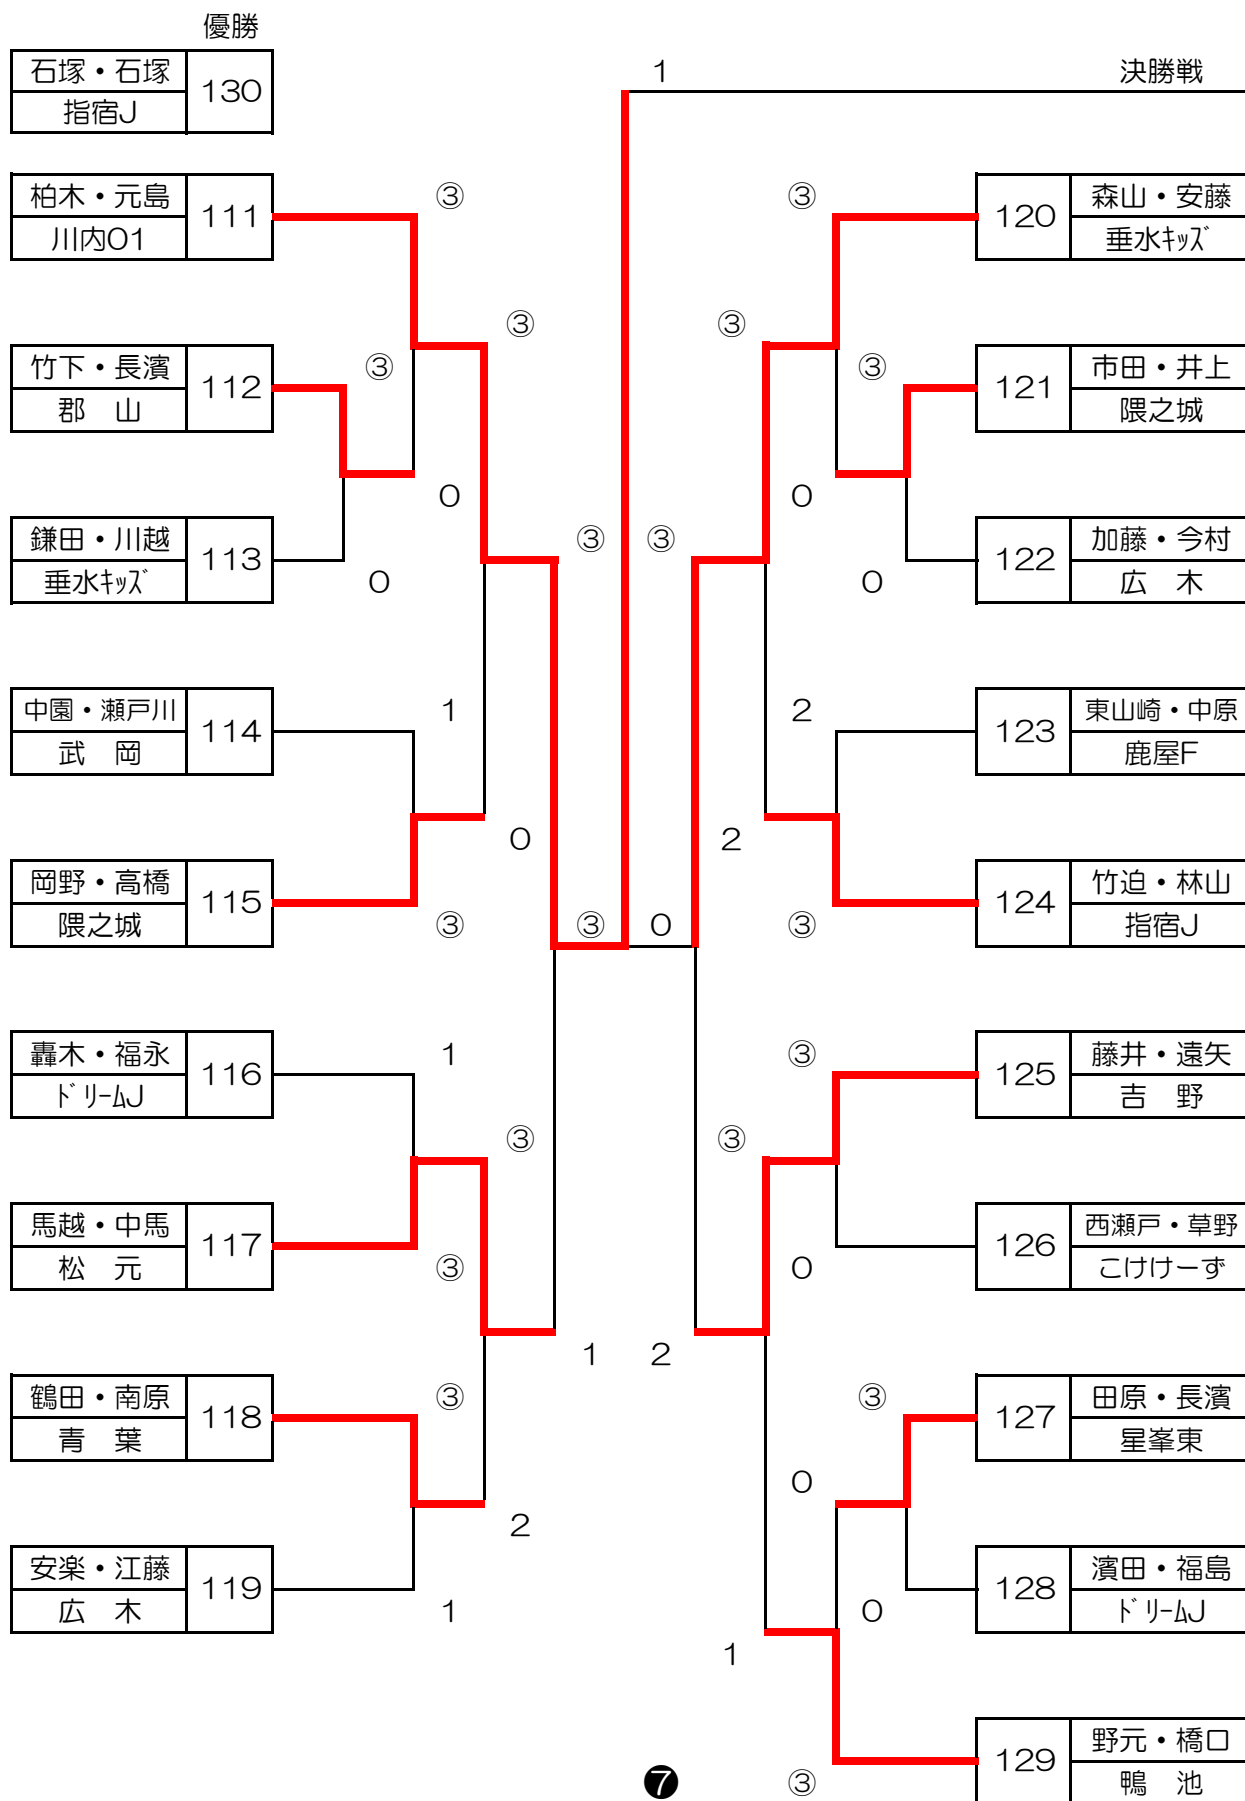 優勝
石塚・石塚
130
指宿J
1
決勝戦
柏木・元島
111
川内01
③
③
森山・安藤
120
垂水ｷｯｽﾞ
③
③
竹下・長濱
112
郡　山
③
③
市田・井上
121
隈之城
0
0
鎌田・川越
113
垂水ｷｯｽﾞ
③
③
加藤・今村
122
広　木
0
0
中園・瀬戸川
114
武　岡
1
2
東山崎・中原
123
鹿屋F
0
2
岡野・高橋
115
隈之城
③
③
0
③
竹迫・林山
124
指宿J
轟木・福永
116
ﾄﾞﾘｰﾑJ
1
③
藤井・遠矢
125
吉　野
③
③
馬越・中馬
117
松　元
③
0
西瀬戸・草野
126
こけけーず
1
2
鶴田・南原
118
青　葉
③
③
田原・長濱
127
星峯東
0
2
安楽・江藤
119
広　木
1
0
濱田・福島
128
ﾄﾞﾘｰﾑJ
1
野元・橋口
129
鴨　池
❼
③